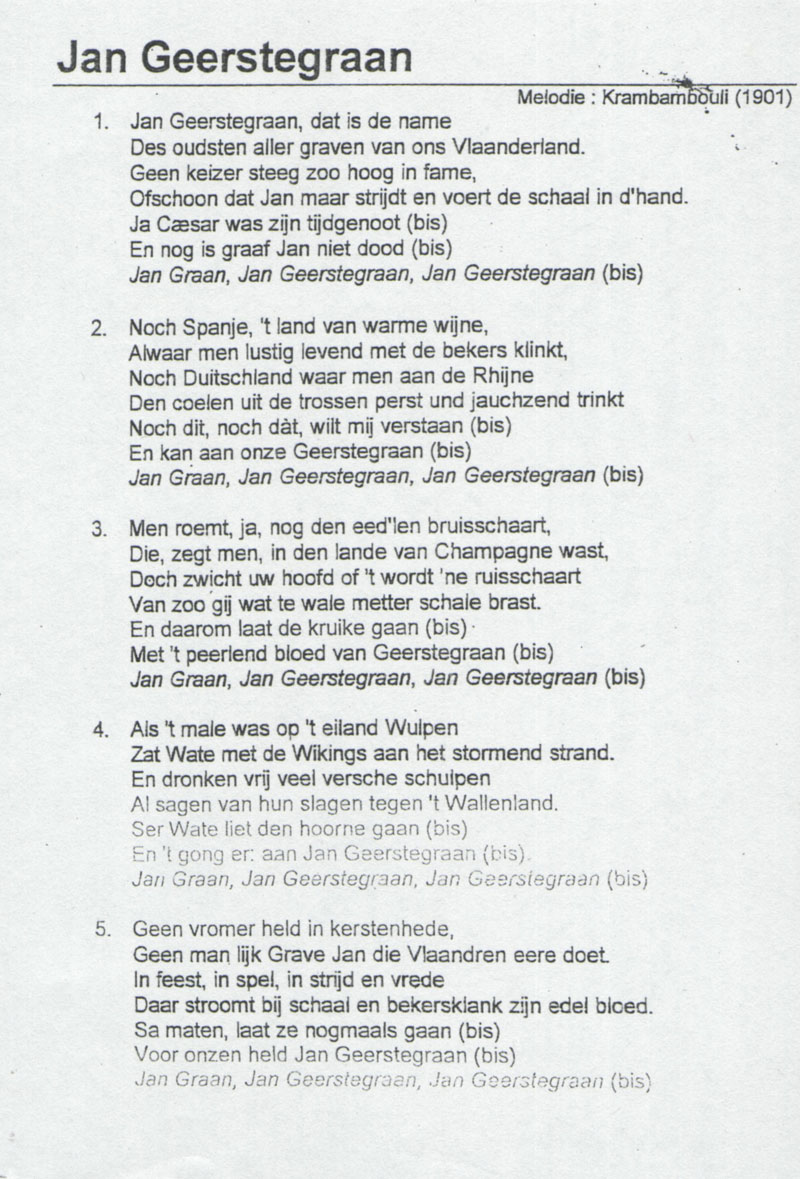 Jan Geerstegraan
Melodie : Krambambouli (1901)
1. Jan Geerstegraan, dat is de name
Des oudsten aller graven van ons Vlaanderland.
Geen keizer steeg zoo hoog in fame,
Ofschoon dat Jan maar strijdt en voert de schaal in d'hand.
Ja Cæsar was zijn tijdgenoot (bis)
En nog is graaf Jan niet dood (bis)
Jan Graan, Jan Geerstegraan, Jan Geerstegraan (bis)
2. Noch Spanje, 't land van warme wijne,
Alwaar men lustig levend met de bekers klinkt,
Noch Duitschland waar men aan de Rhijne
Den coelen uit de trossen perst und jauchzend trinkt
Noch dit, noch dàt, wilt mij verstaan (bis)
En kan aan onze Geerstegraan (bis)
Jan Graan, Jan Geerstegraan, Jan Geerstegraan (bis)
3. Men roemt, ja, nog den eed'len bruisschaart,
Die, zegt men, in den lande van Champagne wast,
Doch zwicht uw hoofd of 't wordt 'ne ruisschaart
Van zoo gij wat te wale metter schale brast.
En daarom laat de kruike gaan (bis)
Met 't peerlend bloed van Geerstegraan (bis)
Jan Graan, Jan Geerstegraan, Jan Geerstegraan (bis)
4. Als 't male was op 't eiland Wulpen
Zat Wate met de Wikings aan het stormend strand.
En dronken vrij veel versche schulpen
Al sagen van hun slagen tegen 't Wallenland.
Ser Wate liet den hoorne gaan (bis)
En 't gong er: aan Jan Geerstegraan (bis).
Jan Graan, Jan Geerstegraan, Jan Geerstegraan (bis)
5. Geen vromer held in kerstenhede,
Geen man lijk Grave Jan die Vlaandren eere doet.
In feest, in spel, in strijd en vrede
Daar stroomt bij schaal en bekersklank zijn edel bloed.
Sa maten, laat ze nogmaals gaan (bis)
Voor onzen held Jan Geerstegraan (bis)
Jan Graan, Jan Geerstegraan, Jan Geerstegraan (bis)